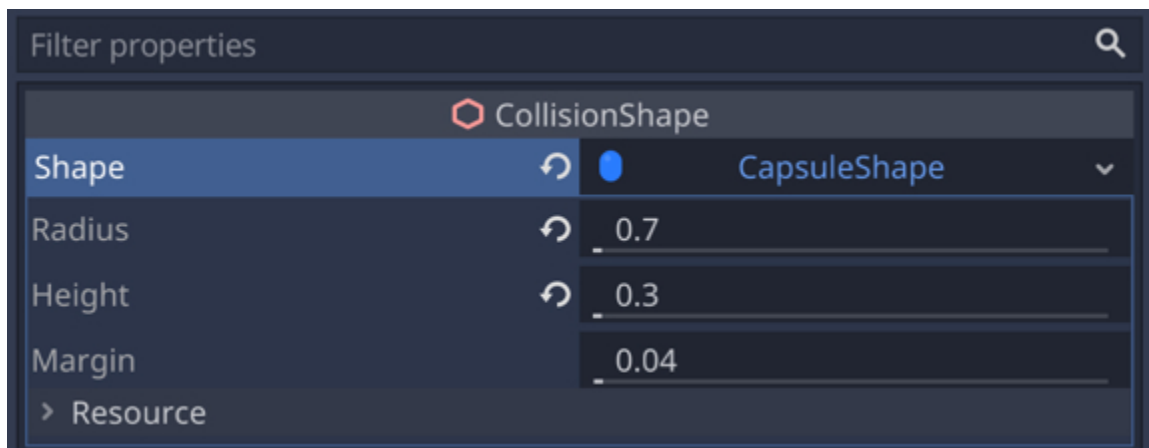 Filter properties
CollisionShape
Shape CapsuleShape
Radius 0.7
Height 0.3
Margin 0.04
Resource